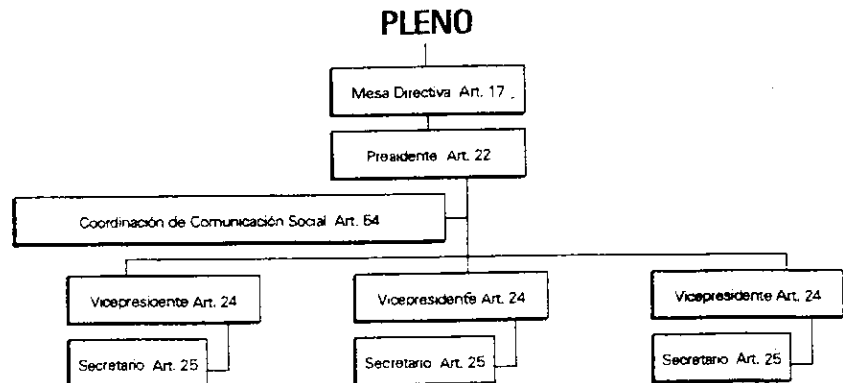 PLENO
Mesa Directiva Art. 17
Presidente Art. 22
Coordinación de Comunicación Social Art. 54
Vicepresidente Art. 24
Vicepresidente Art. 24
Vicepresidente Art. 24
Secretario Art. 25
Secretario Art. 25
Secretario Art. 25